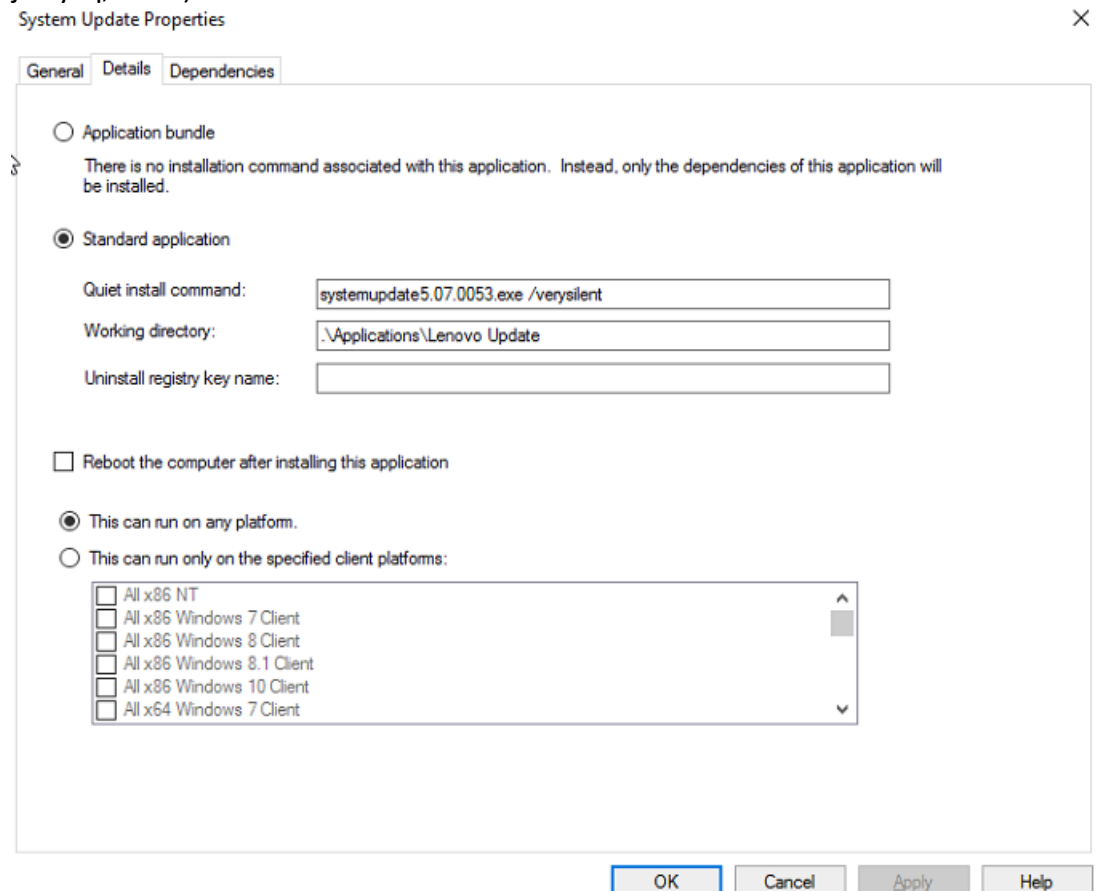 System Update Properties
General Details Dependencies
Application bundle
There is no installation command associated with this application. Instead, only the dependencies of this application will
be installed.
Standard application
Quiet install command: systemupdate5.07.0053.exe /verysilent
Working directory: .\Applications\Lenovo Update
Uninstall registry key name:
Reboot the computer after installing this application
This can run on any platform.
This can run only on the specified client platforms:
All x86 NT
All x86 Windows 7 Client
All x86 Windows 8 Client
All x86 Windows 8.1 Client
All x86 Windows 10 Client
All x64 Windows 7 Client
OK Cancel Apply Help